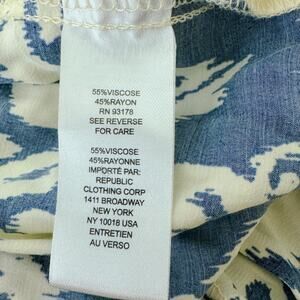 55%VISCOSE
45%RAYON
RN 93178
SEE REVERSE
FOR CARE
55%VISCOSE
45%RAYONNE
IMPORTÉ PAR:
REPUBLIC
CLOTHING CORP
1411 BROADWAY
NEW YORK
NY 10018 USA
ENTRETIEN
AU VERSO